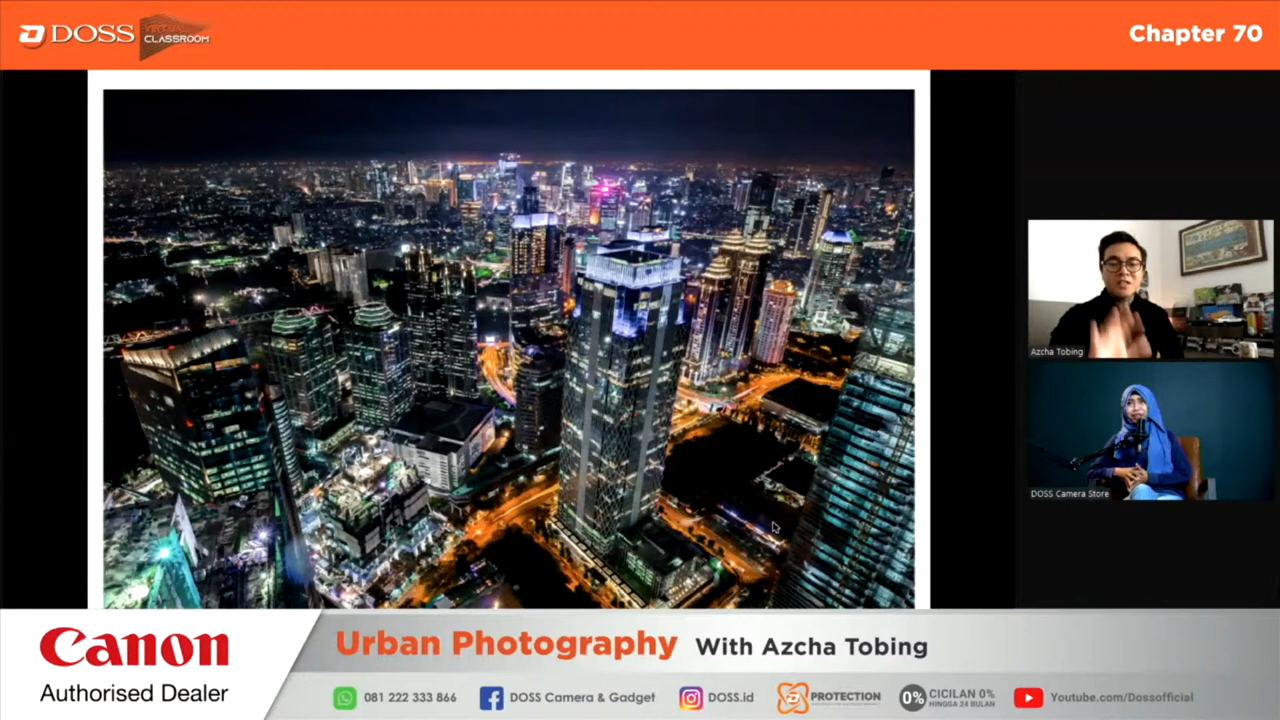 DOSS VIRTUAL CLASSROOM
Chapter 70
Azcha Tobing
DOSS Camera Store
Canon
Authorised Dealer
Urban Photography With Azcha Tobing
081 222 333 866
DOSS Camera & Gadget
DOSS.id
PROTECTION
0%
CICILAN 0%
HINGGA 24 BULAN
Youtube.com/Dossofficial